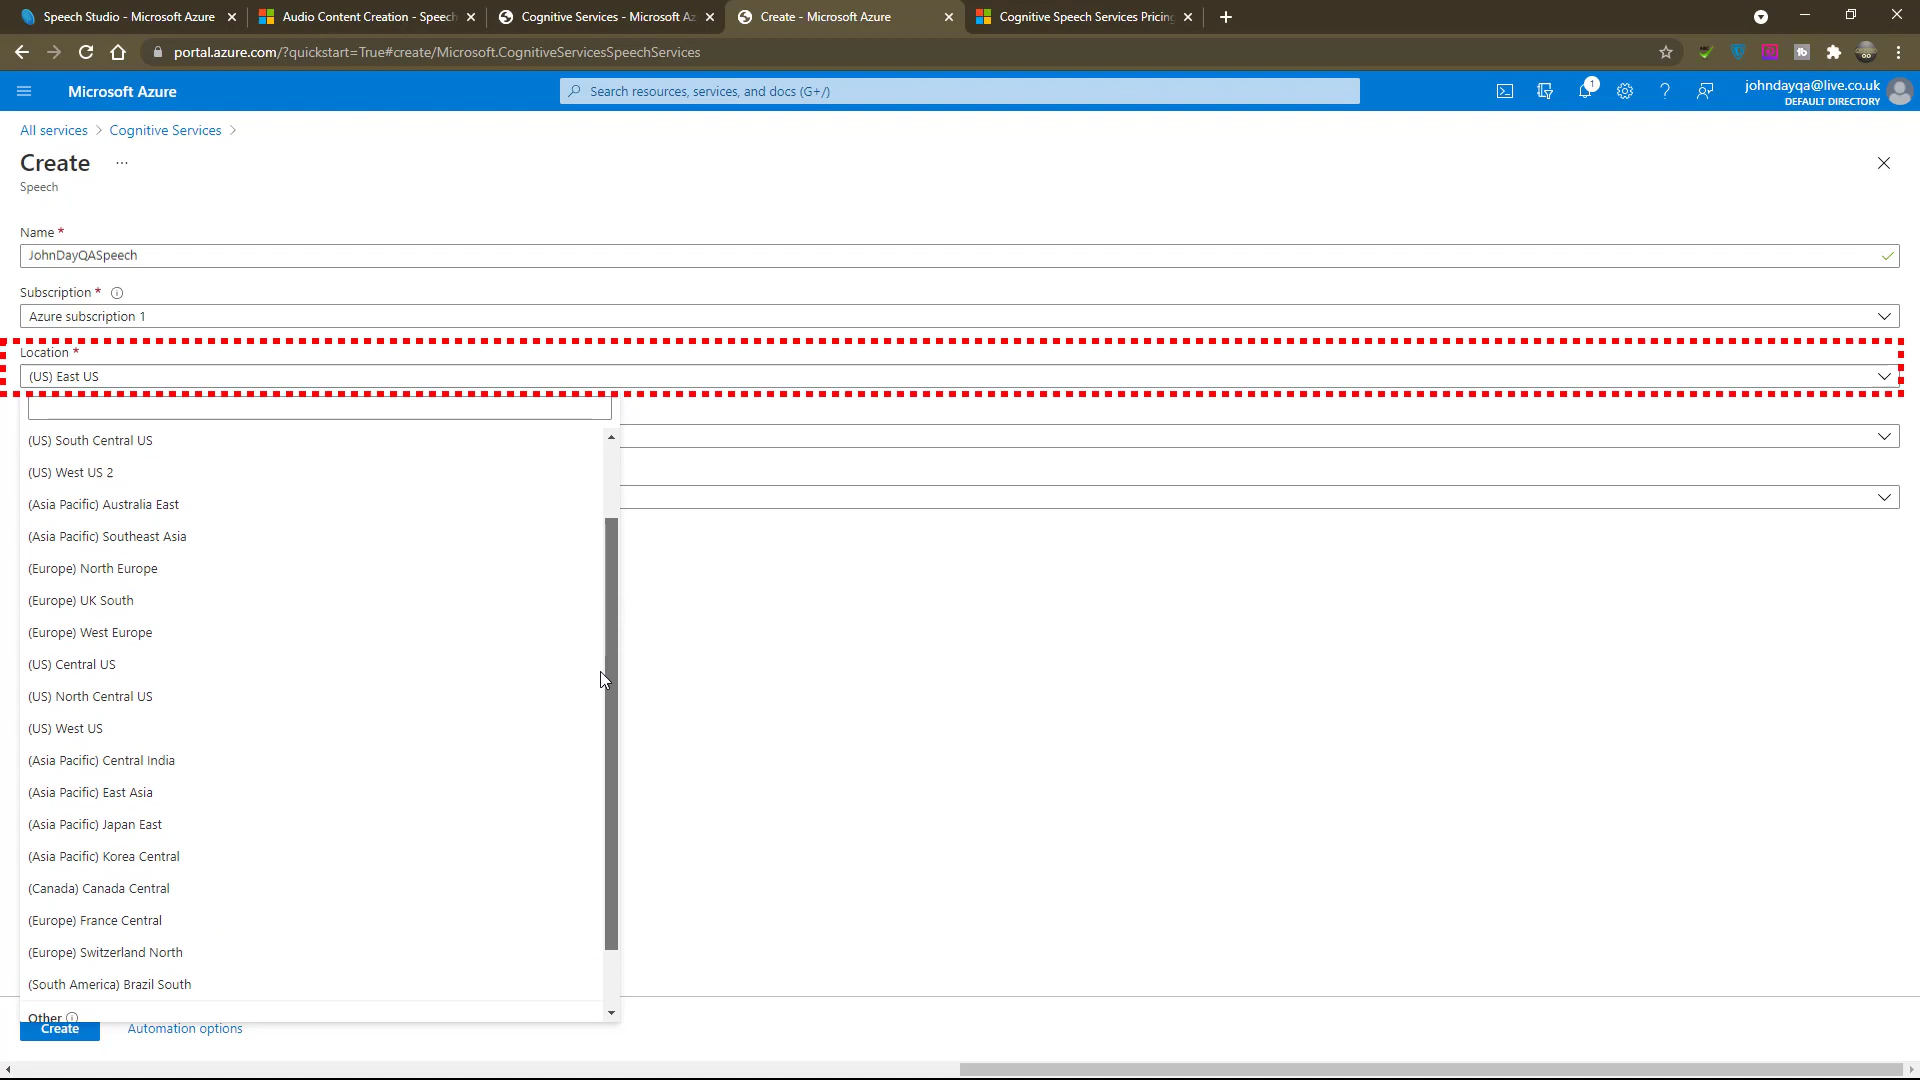 Speech Studio - Microsoft Azure
Audio Content Creation - Speech
Cognitive Services - Microsoft Az
Create - Microsoft Azure
Cognitive Speech Services Pricing
portal.azure.com/?quickstart=True#create/Microsoft.CognitiveServicesSpeechServices
Microsoft Azure
Search resources, services, and docs (G+/)
1
johndayqa@live.co.uk
DEFAULT DIRECTORY
All services > Cognitive Services >
Create ...
Speech
Name *
JohnDayQASpeech
Subscription *
Azure subscription 1
Location *
(US) East US
(US) South Central US
(US) West US 2
(Asia Pacific) Australia East
(Asia Pacific) Southeast Asia
(Europe) North Europe
(Europe) UK South
(Europe) West Europe
(US) Central US
(US) North Central US
(US) West US
(Asia Pacific) Central India
(Asia Pacific) East Asia
(Asia Pacific) Japan East
(Asia Pacific) Korea Central
(Canada) Canada Central
(Europe) France Central
(Europe) Switzerland North
(South America) Brazil South
Other
Create
Automation options